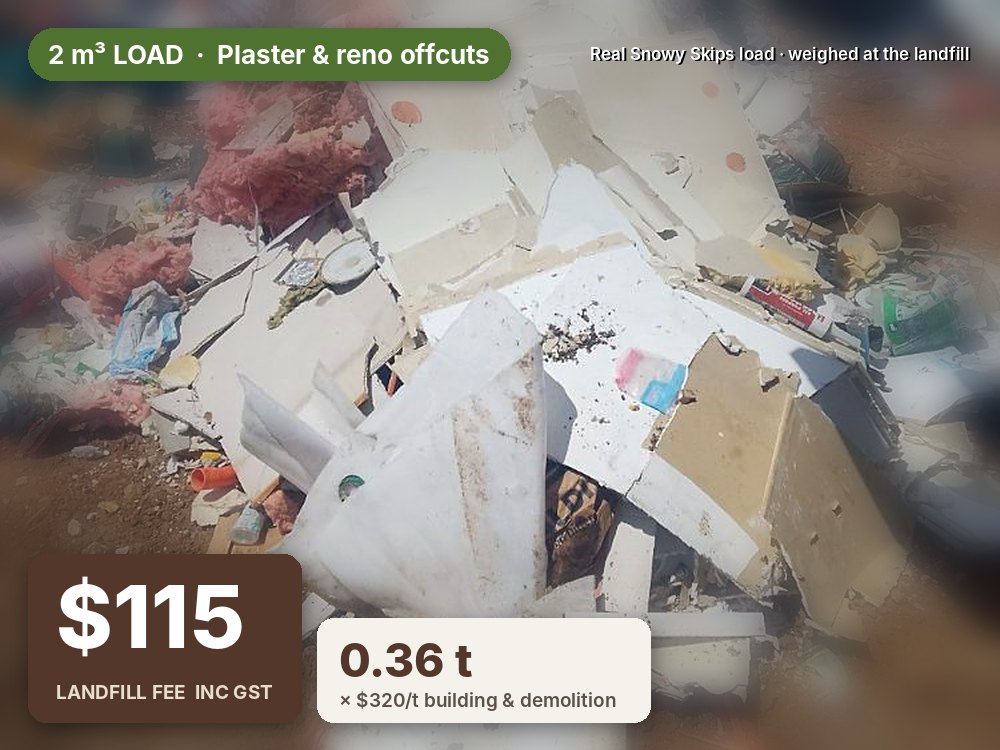 2 m³ LOAD · Plaster & reno offcuts
Real Snowy Skips load · weighed at the landfill
$115
LANDFILL FEE INC GST
0.36 t
× $320/t building & demolition